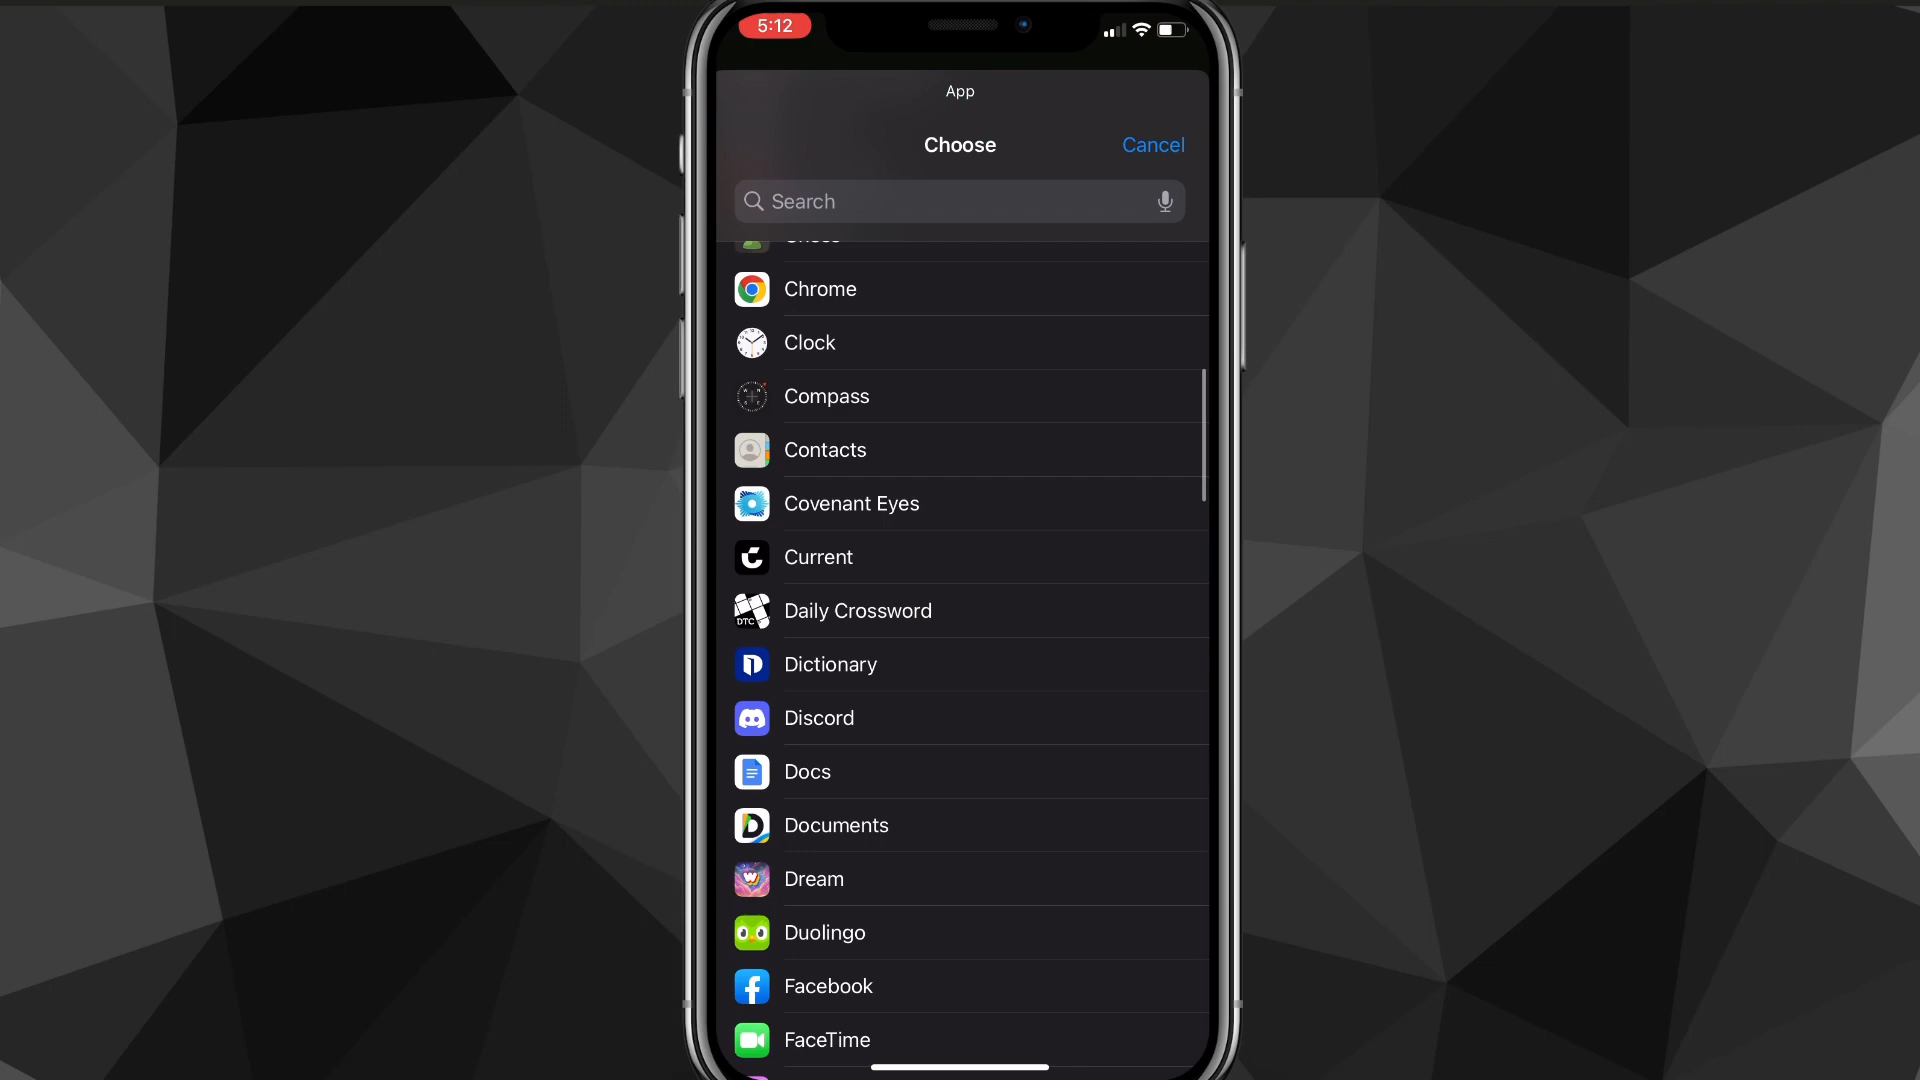 5:12
App
Choose
Cancel
Search
Chrome
Clock
Compass
Contacts
Covenant Eyes
Current
Daily Crossword
DTC
Dictionary
Discord
Docs
Documents
Dream
Duolingo
Facebook
FaceTime